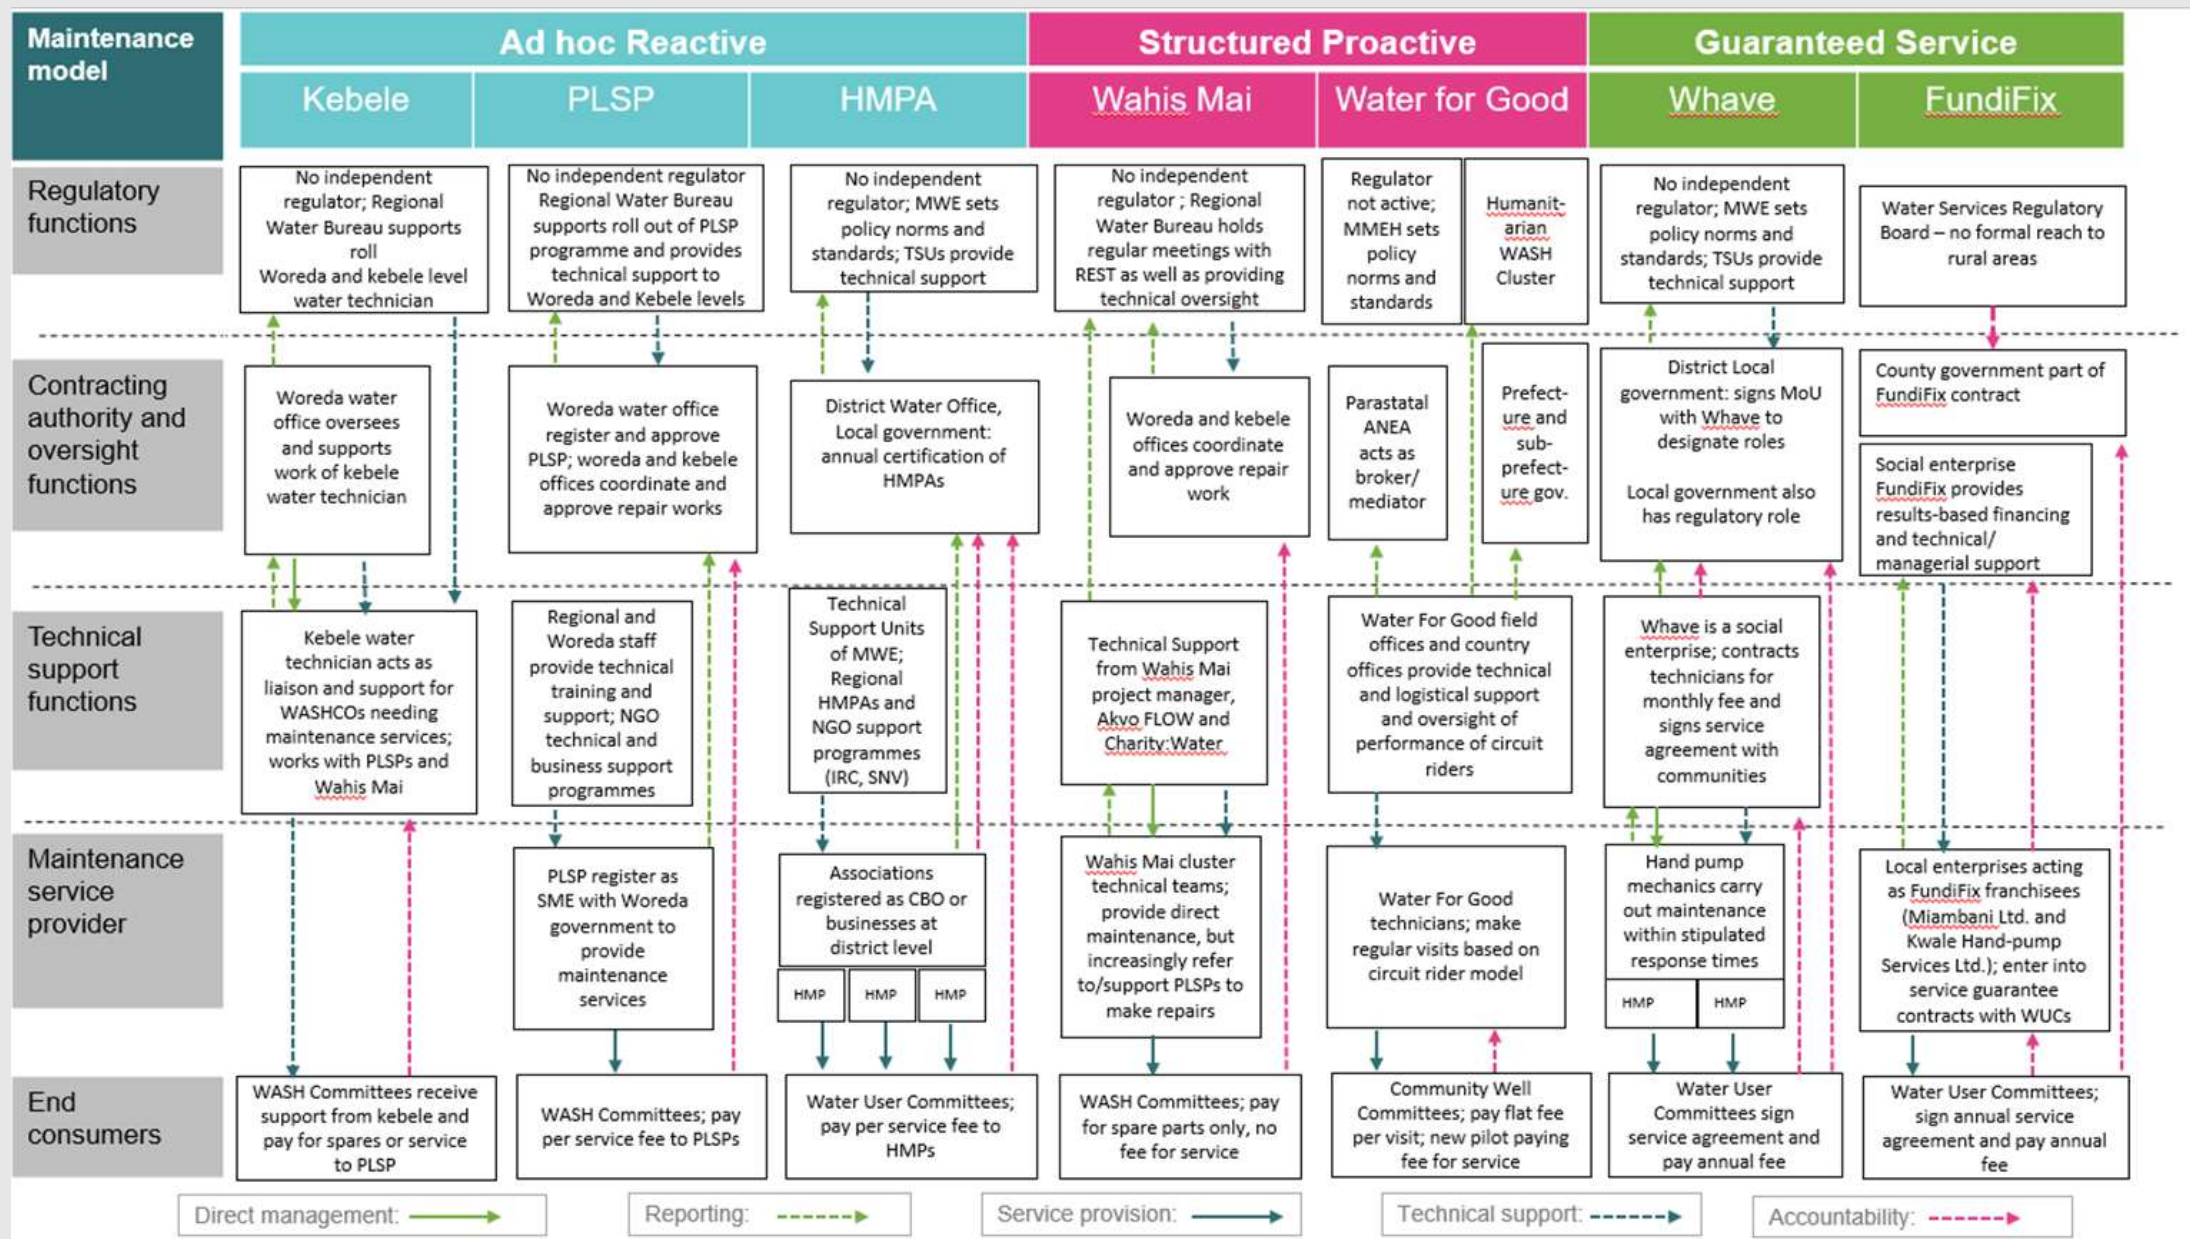 Maintenance
model
Ad hoc Reactive
Structured Proactive
Guaranteed Service
Kebele
PLSP
HMPA
Wahis Mai
Water for Good
Whave
FundiFix
Regulatory
functions
No independent
regulator; Regional
Water Bureau supports
roll
Woreda and kebele level
water technician
No independent regulator
Regional Water Bureau
supports roll out of PLSP
programme and provides
technical support to
Woreda and Kebele levels
No independent
regulator; MWE sets
policy norms and
standards; TSUs provide
technical support
No independent
regulator ; Regional
Water Bureau holds
regular meetings with
REST as well as providing
technical oversight
Regulator
not active;
MMEH sets
policy
norms and
standards
Humanit-
arian
WASH
Cluster
No independent
regulator; MWE sets
policy norms and
standards; TSUs provide
technical support
Water Services Regulatory
Board – no formal reach to
rural areas
Contracting
authority and
oversight
functions
Woreda water
office oversees
and supports
work of kebele
water technician
Woreda water office
register and approve
PLSP; woreda and kebele
offices coordinate and
approve repair works
District Water Office,
Local government:
annual certification of
HMPAs
Woreda and kebele
offices coordinate
and approve repair
work
Parastatal
ANEA
acts as
broker/
mediator
Prefect-
ure and
sub-
prefect-
ure gov.
District Local
government: signs MoU
with Whave to
designate roles
Local government also
has regulatory role
County government part of
FundiFix contract
Social enterprise
FundiFix provides
results-based financing
and technical/
managerial support
Technical
support
functions
Kebele water
technician acts as
liaison and support for
WASHCOs needing
maintenance services;
works with PLSPs and
Wahis Mai
Regional and
Woreda staff
provide technical
training and
support; NGO
technical and
business support
programmes
Technical
Support Units
of MWE;
Regional
HMPAs and
NGO support
programmes
(IRC, SNV)
Technical Support
from Wahis Mai
project manager,
Akvo FLOW and
Charity:Water
Water For Good field
offices and country
offices provide technical
and logistical support
and oversight of
performance of circuit
riders
Whave is a social
enterprise; contracts
technicians for
monthly fee and
signs service
agreement with
communities
Maintenance
service
provider
PLSP register as
SME with Woreda
government to
provide
maintenance
services
Associations
registered as CBO or
businesses at
district level
HMP
HMP
HMP
Wahis Mai cluster
technical teams;
provide direct
maintenance, but
increasingly refer
to/support PLSPs to
make repairs
Water For Good
technicians; make
regular visits based on
circuit rider model
Hand pump
mechanics carry
out maintenance
within stipulated
response times
HMP
HMP
Local enterprises acting
as FundiFix franchisees
(Miambani Ltd. and
Kwale Hand-pump
Services Ltd.); enter into
service guarantee
contracts with WUCs
End
consumers
WASH Committees receive
support from kebele and
pay for spares or service
to PLSP
WASH Committees; pay
per service fee to PLSPs
Water User Committees;
pay per service fee to
HMPs
WASH Committees; pay
for spare parts only, no
fee for service
Community Well
Committees; pay flat fee
per visit; new pilot paying
fee for service
Water User
Committees sign
service agreement and
pay annual fee
Water User Committees;
sign annual service
agreement and pay annual
fee
Direct management:
Reporting:
Service provision:
Technical support:
Accountability: